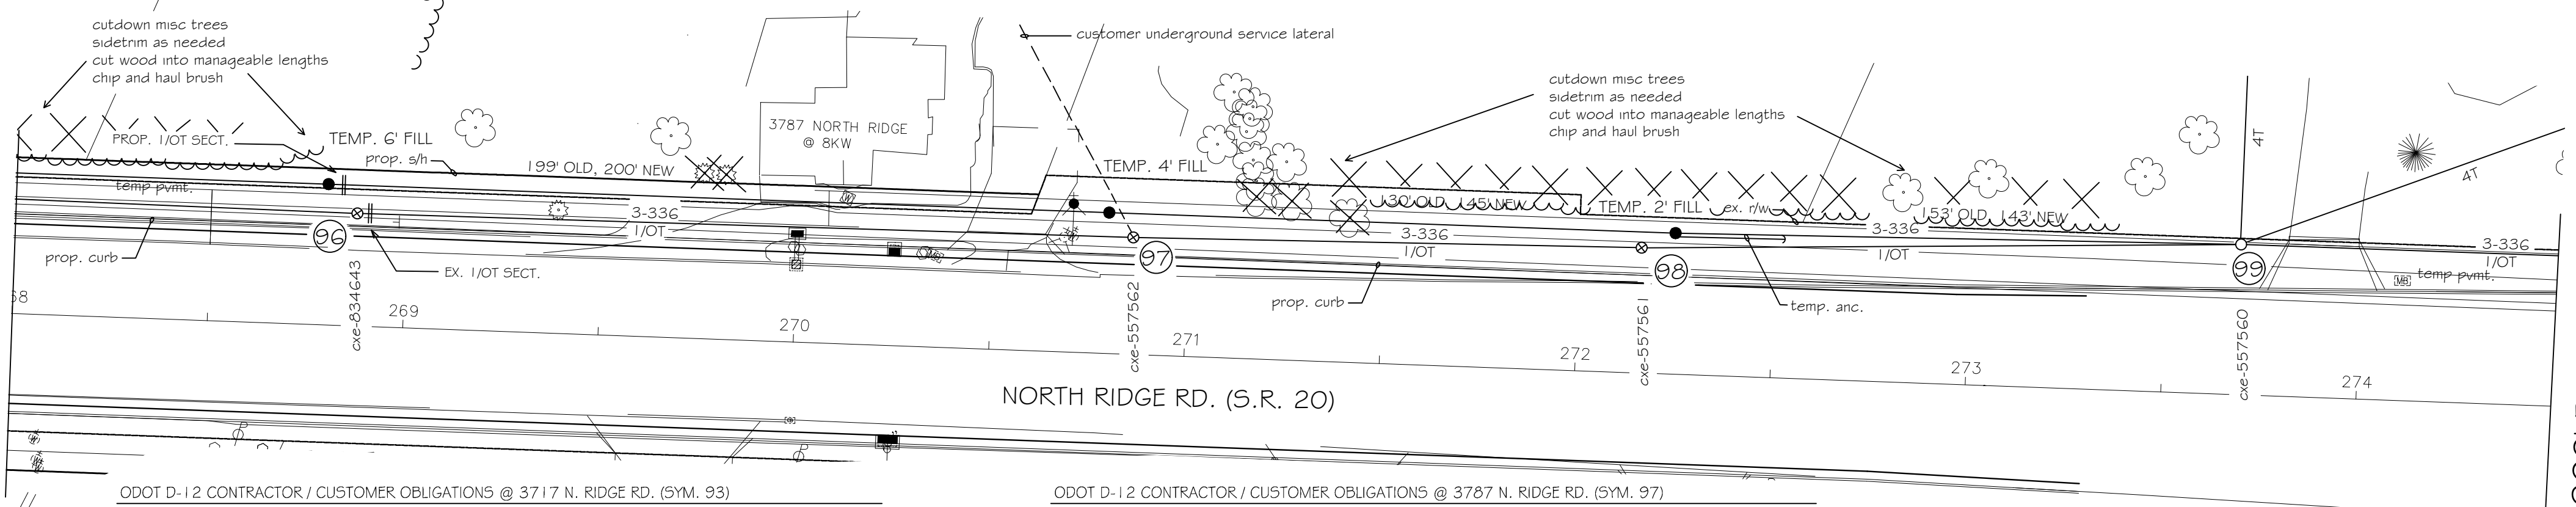 cutdown misc trees
sidetrim as needed
cut wood into manageable lengths
chip and haul brush
customer underground service lateral
cutdown misc trees
sidetrim as needed
cut wood into manageable lengths
chip and haul brush
PROP. 1/OT SECT.
TEMP. 6' FILL
prop. s/h
199' OLD, 200' NEW
3787 NORTH RIDGE
@ 8KW
TEMP. 4' FILL
130' OLD, 145' NEW
TEMP. 2' FILL
ex. r/w
153' OLD, 143' NEW
4T
4T
temp pvmt.
3-336
1/OT
3-336
1/OT
3-336
1/OT
3-336
1/OT
temp pvmt.
MB
96
97
98
99
prop. curb
EX. 1/OT SECT.
prop. curb
temp. anc.
cxe-834643
cxe-557562
cxe-557561
cxe-557560
68
269
270
271
272
273
274
NORTH RIDGE RD. (S.R. 20)
ODOT D-12 CONTRACTOR / CUSTOMER OBLIGATIONS @ 3717 N. RIDGE RD. (SYM. 93)
ODOT D-12 CONTRACTOR / CUSTOMER OBLIGATIONS @ 3787 N. RIDGE RD. (SYM. 97)